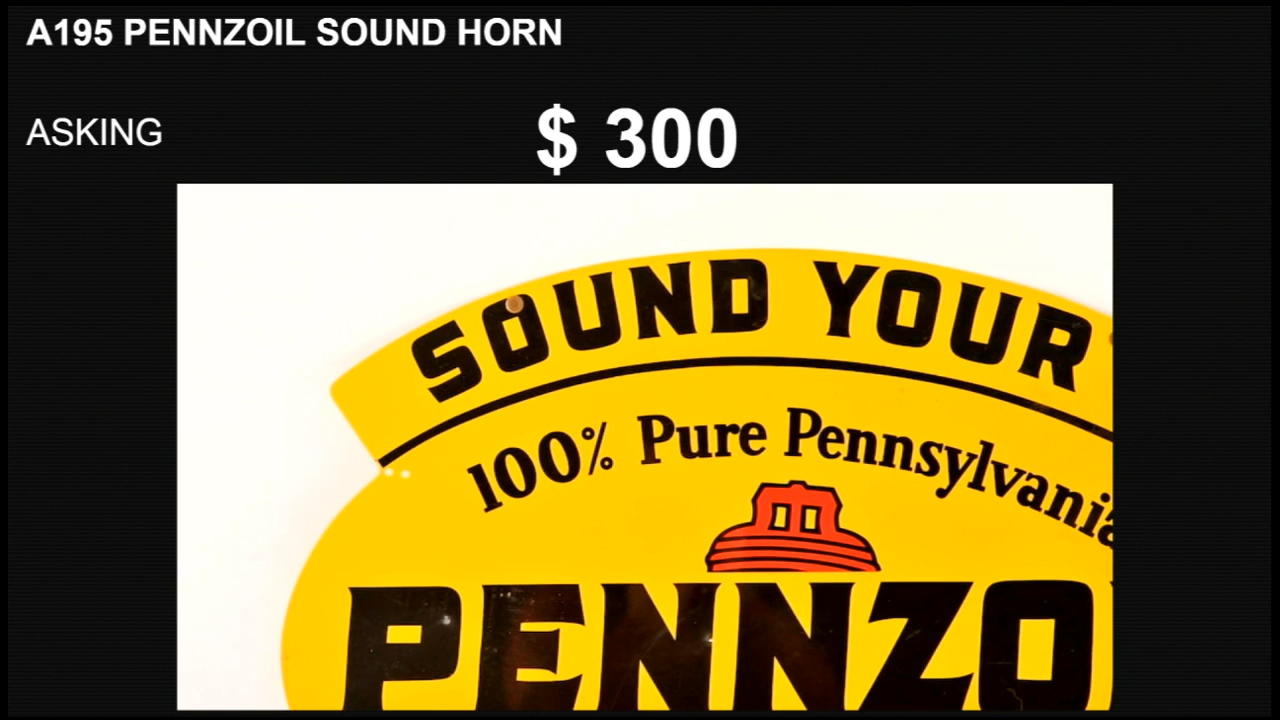 A195 PENNZOIL SOUND HORN
ASKING
$ 300
SOUND YOUR
100% Pure Pennsylvania
PENNZO